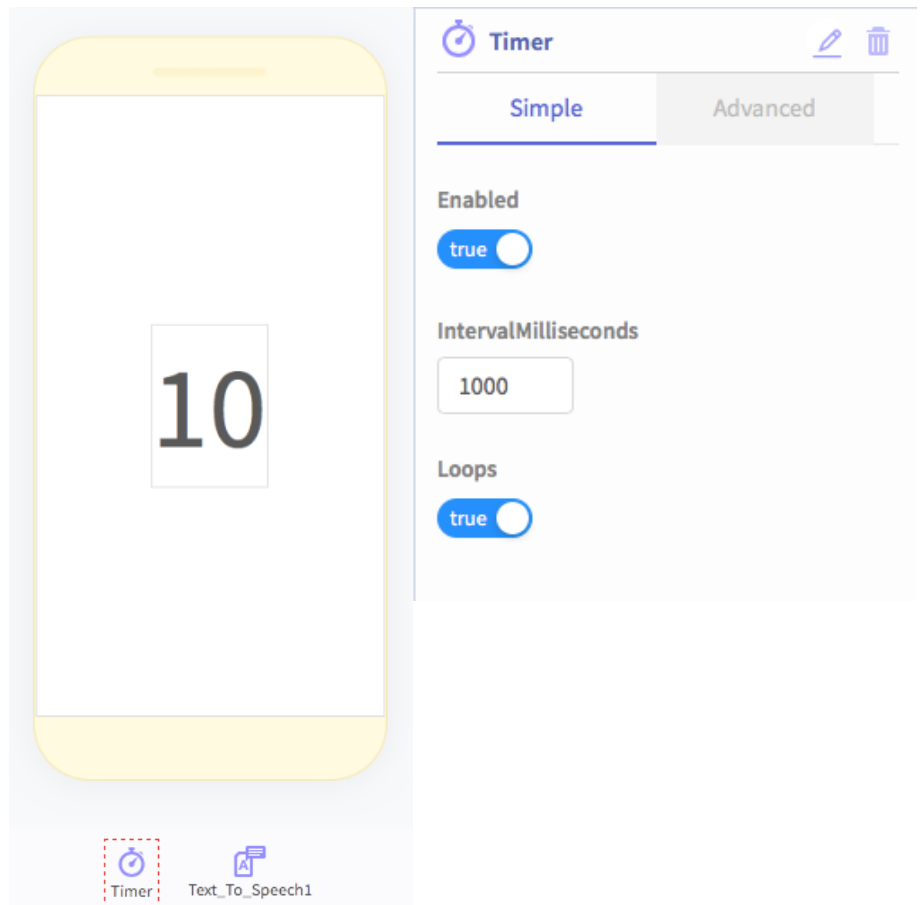 10
Timer
Text_To_Speech1
Timer
Simple
Advanced
Enabled
true
IntervalMilliseconds
1000
Loops
true